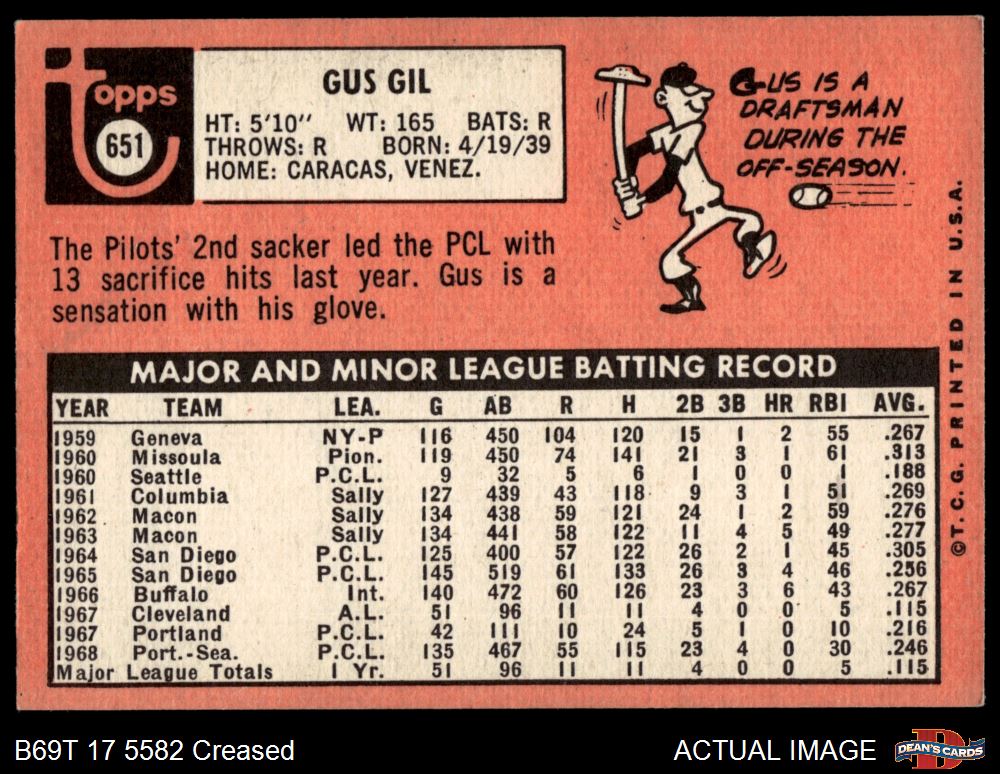 topps
651
GUS GIL
HT: 5'10" WT: 165 BATS: R
THROWS: R BORN: 4/19/39
HOME: CARACAS, VENEZ.
GUS IS A
DRAFTSMAN
DURING THE
OFF-SEASON.
The Pilots' 2nd sacker led the PCL with
13 sacrifice hits last year. Gus is a
sensation with his glove.
MAJOR AND MINOR LEAGUE BATTING RECORD
YEAR TEAM LEA. G AB R H 2B 3B HR RBI AVG.
1959 Geneva NY-P 116 450 104 120 15 1 2 55 .267
1960 Missoula Pion. 119 450 74 141 21 3 1 61 .313
1960 Seattle P.C.L. 9 32 5 6 1 0 0 1 .188
1961 Columbia Sally 127 439 43 118 9 3 1 51 .269
1962 Macon Sally 134 438 59 121 24 1 2 59 .276
1963 Macon Sally 134 441 58 122 11 4 5 49 .277
1964 San Diego P.C.L. 125 400 57 122 26 2 1 45 .305
1965 San Diego P.C.L. 145 519 61 133 26 3 4 46 .256
1966 Buffalo Int. 140 472 60 126 23 3 6 43 .267
1967 Cleveland A.L. 51 96 11 11 4 0 0 5 .115
1967 Portland P.C.L. 42 111 10 24 5 1 0 10 .216
1968 Port.-Sea. P.C.L. 135 467 55 115 23 4 0 30 .246
Major League Totals 1 Yr. 51 96 11 11 4 0 0 5 .115
©T.C.G. PRINTED IN U.S.A.
B69T 17 5582 Creased
ACTUAL IMAGE
D
DEAN'S CARDS